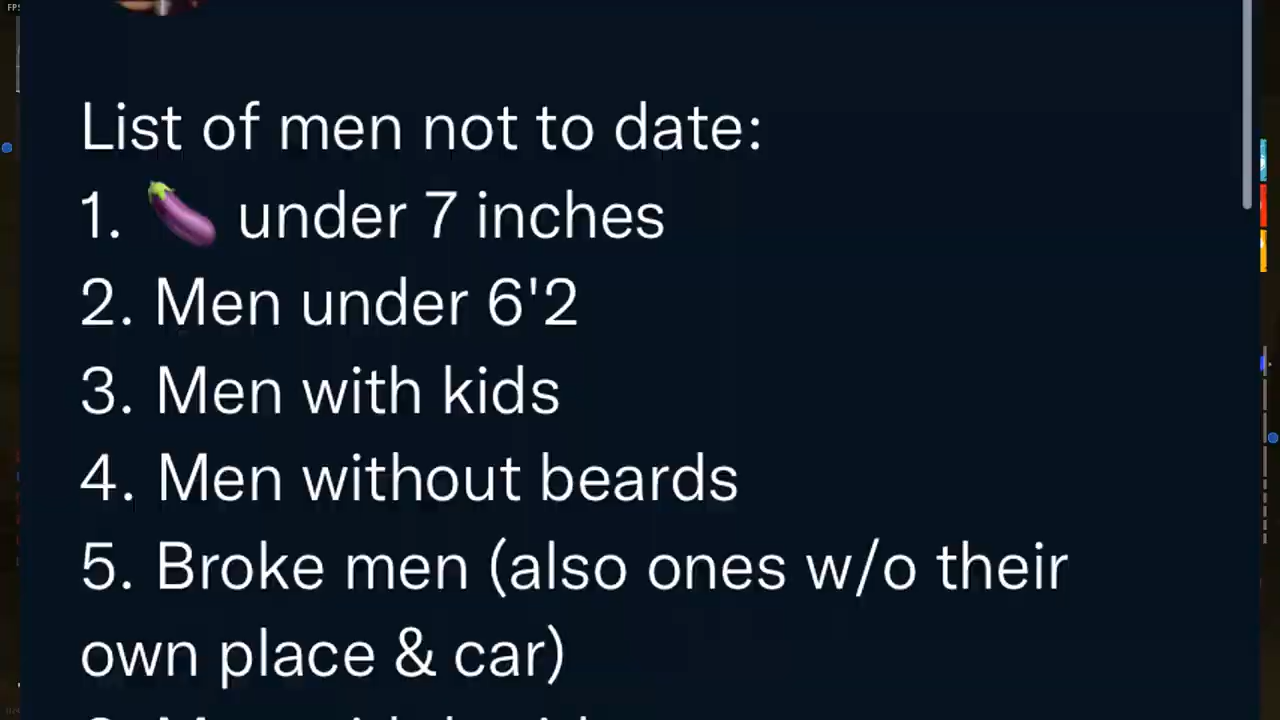 List of men not to date:
1. 🍆 under 7 inches
2. Men under 6'2
3. Men with kids
4. Men without beards
5. Broke men (also ones w/o their
own place & car)